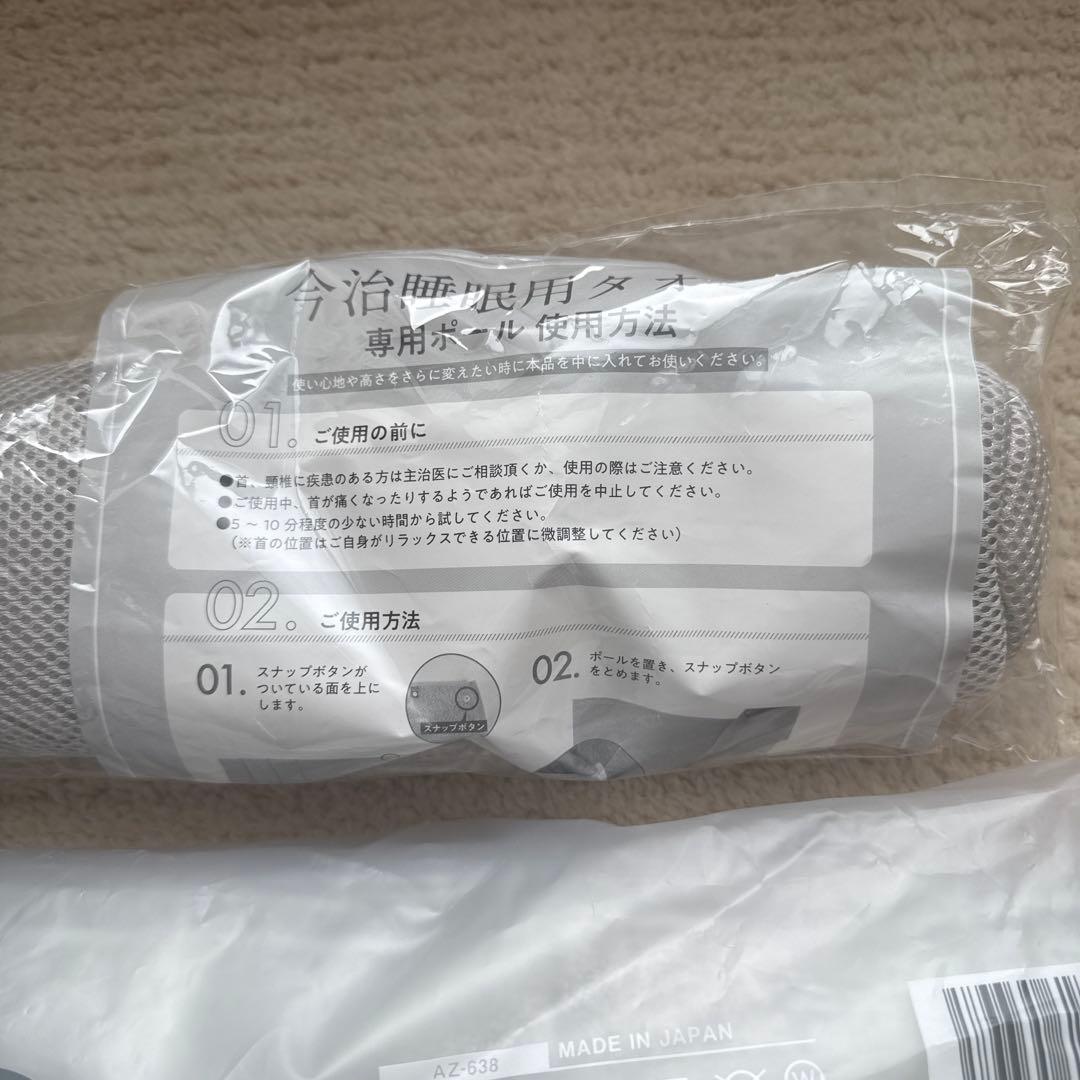 今治睡眠用タオ
専用ポール 使用方法
使い心地や高さをさらに変えたい時に本品を中に入れてお使いください。
01. ご使用の前に
●首、頸椎に疾患のある方は主治医にご相談頂くか、使用の際はご注意ください。
●ご使用中、首が痛くなったりするようであればご使用を中止してください。
●5 ~ 10 分程度の少ない時間から試してください。
(※首の位置はご自身がリラックスできる位置に微調整してください)
02. ご使用方法
01. スナップボタンが
ついている面を上に
します。
スナップボタン
02. ポールを置き、スナップボタン
をとめます。
AZ-638
MADE IN JAPAN
W